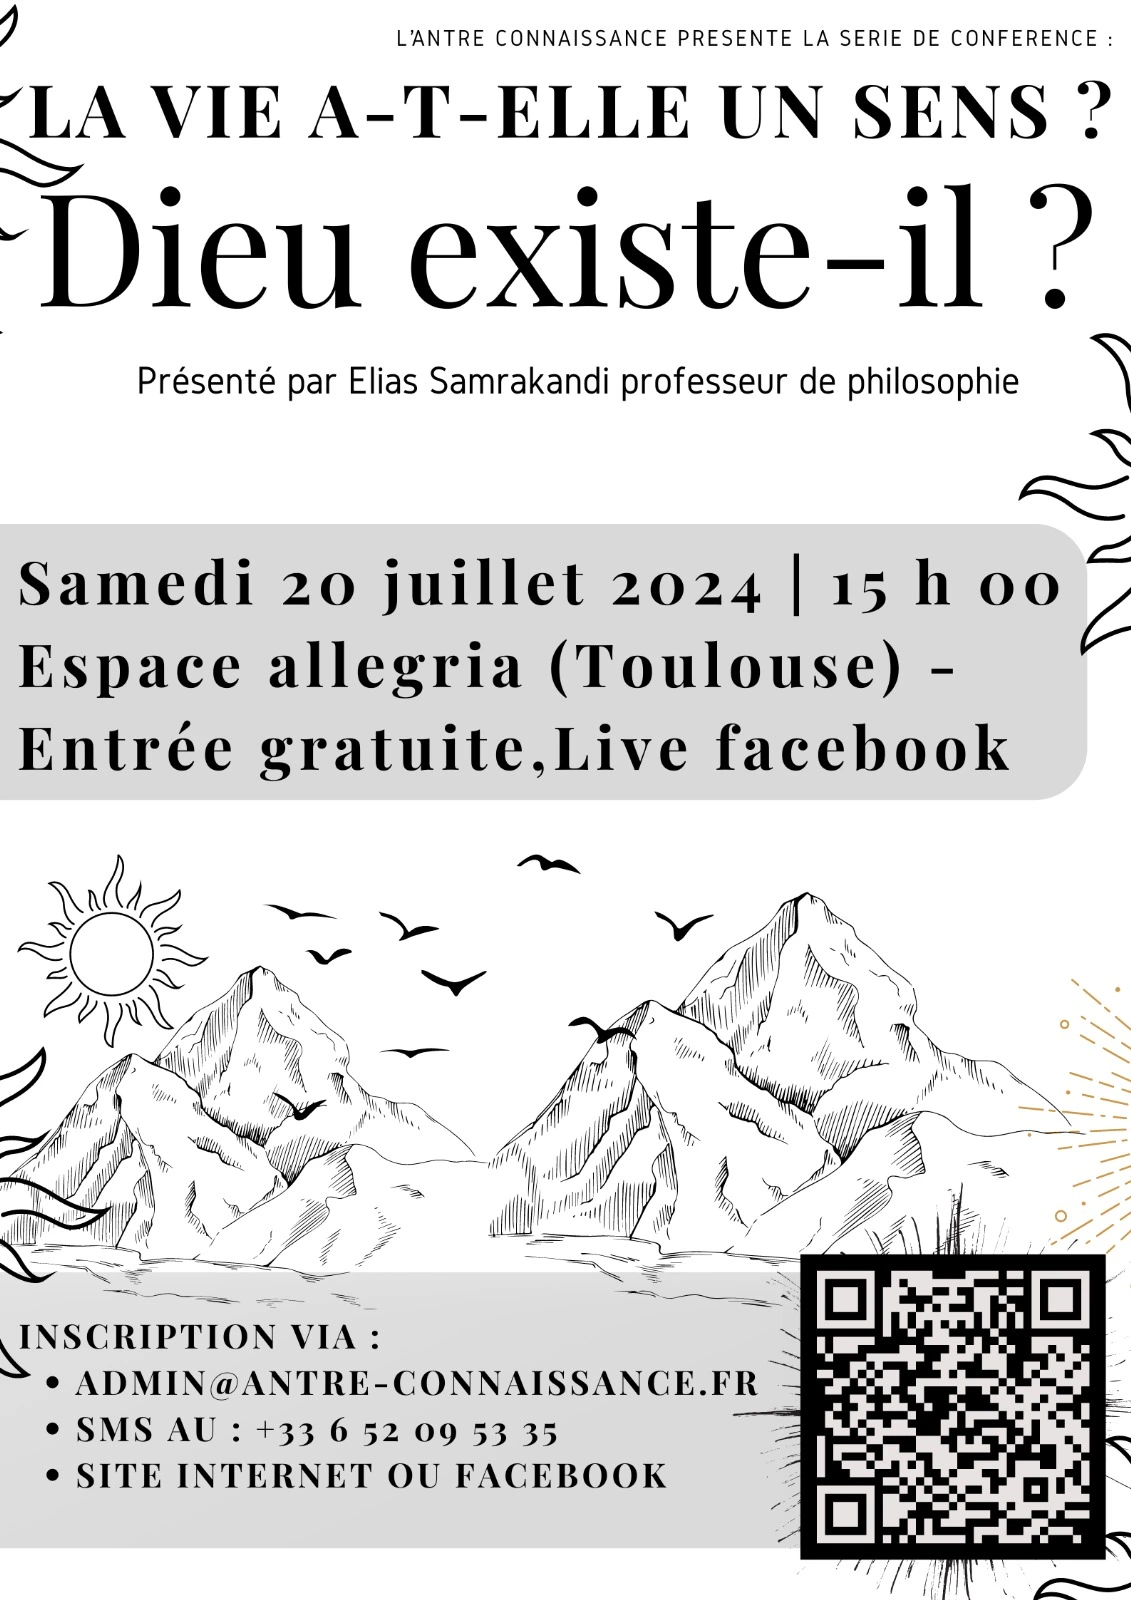 L'ANTRE CONNAISSANCE PRESENTE LA SERIE DE CONFERENCE :
LA VIE A-T-ELLE UN SENS ?
Dieu existe-il ?
Présenté par Elias Samrakandi professeur de philosophie
Samedi 20 juillet 2024 | 15 h 00
Espace allegria (Toulouse) -
Entrée gratuite,Live facebook
INSCRIPTION VIA :
• ADMIN@ANTRE-CONNAISSANCE.FR
• SMS AU : +33 6 52 09 53 35
• SITE INTERNET OU FACEBOOK